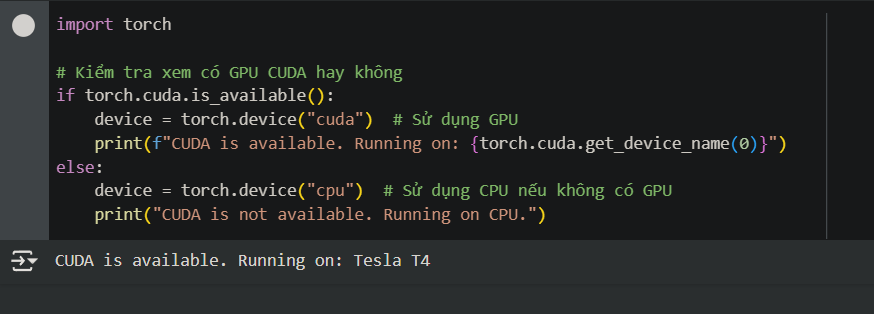 import torch
# Kiểm tra xem có GPU CUDA hay không
if torch.cuda.is_available():
    device = torch.device("cuda")  # Sử dụng GPU
    print(f"CUDA is available. Running on: {torch.cuda.get_device_name(0)}")
else:
    device = torch.device("cpu")  # Sử dụng CPU nếu không có GPU
    print("CUDA is not available. Running on CPU.")
CUDA is available. Running on: Tesla T4